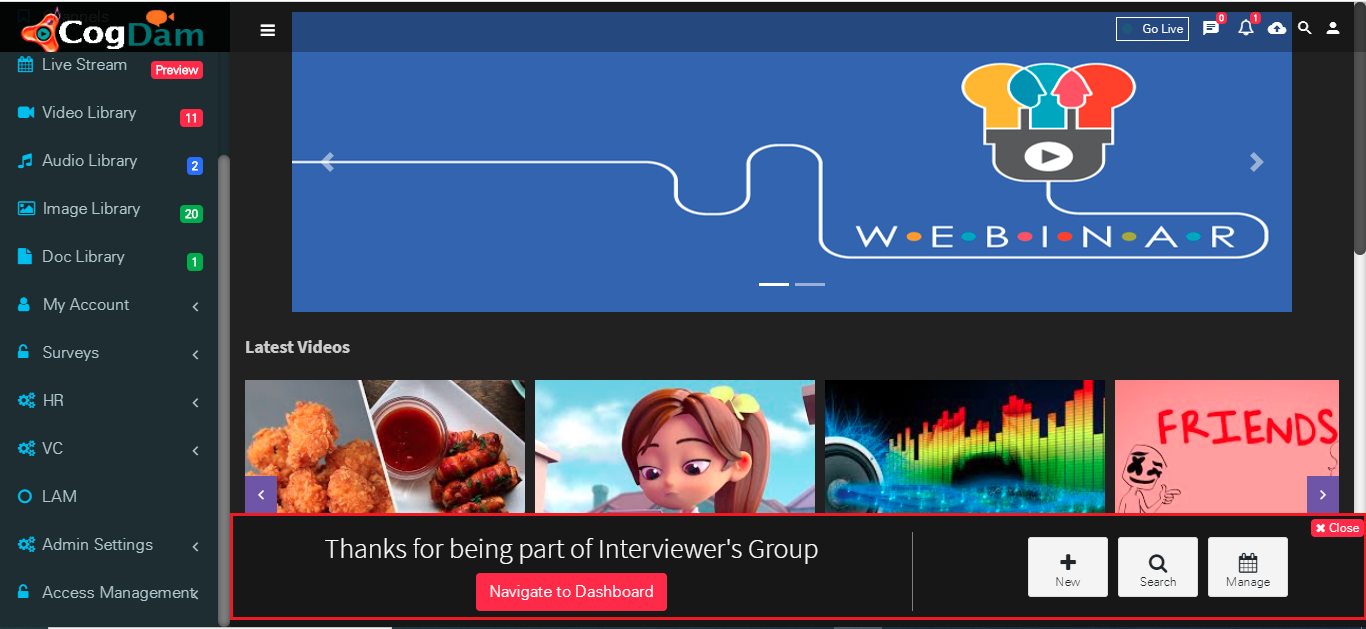 CogDam
Go Live
0
1
Live Stream
Preview
Video Library
11
Audio Library
2
Image Library
20
Doc Library
1
My Account
Surveys
HR
VC
LAM
Admin Settings
Access Management
WEBINAR
Latest Videos
FRIENDS
Close
Thanks for being part of Interviewer's Group
Navigate to Dashboard
New
Search
Manage